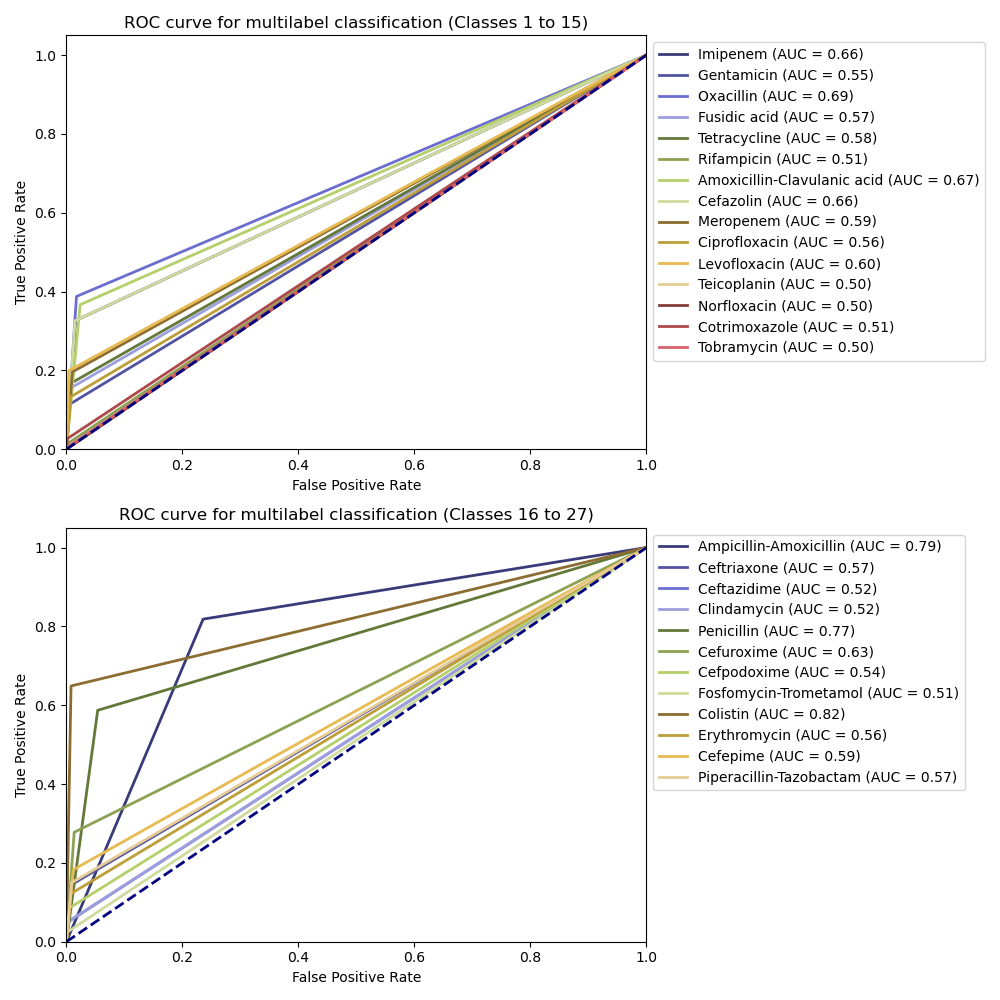 ROC curve for multilabel classification (Classes 1 to 15)
True Positive Rate
1.0
0.8
0.6
0.4
0.2
0.0
0.0 0.2 0.4 0.6 0.8 1.0
False Positive Rate
Imipenem (AUC = 0.66)
Gentamicin (AUC = 0.55)
Oxacillin (AUC = 0.69)
Fusidic acid (AUC = 0.57)
Tetracycline (AUC = 0.58)
Rifampicin (AUC = 0.51)
Amoxicillin-Clavulanic acid (AUC = 0.67)
Cefazolin (AUC = 0.66)
Meropenem (AUC = 0.59)
Ciprofloxacin (AUC = 0.56)
Levofloxacin (AUC = 0.60)
Teicoplanin (AUC = 0.50)
Norfloxacin (AUC = 0.50)
Cotrimoxazole (AUC = 0.51)
Tobramycin (AUC = 0.50)
ROC curve for multilabel classification (Classes 16 to 27)
True Positive Rate
1.0
0.8
0.6
0.4
0.2
0.0
0.0 0.2 0.4 0.6 0.8 1.0
False Positive Rate
Ampicillin-Amoxicillin (AUC = 0.79)
Ceftriaxone (AUC = 0.57)
Ceftazidime (AUC = 0.52)
Clindamycin (AUC = 0.52)
Penicillin (AUC = 0.77)
Cefuroxime (AUC = 0.63)
Cefpodoxime (AUC = 0.54)
Fosfomycin-Trometamol (AUC = 0.51)
Colistin (AUC = 0.82)
Erythromycin (AUC = 0.56)
Cefepime (AUC = 0.59)
Piperacillin-Tazobactam (AUC = 0.57)